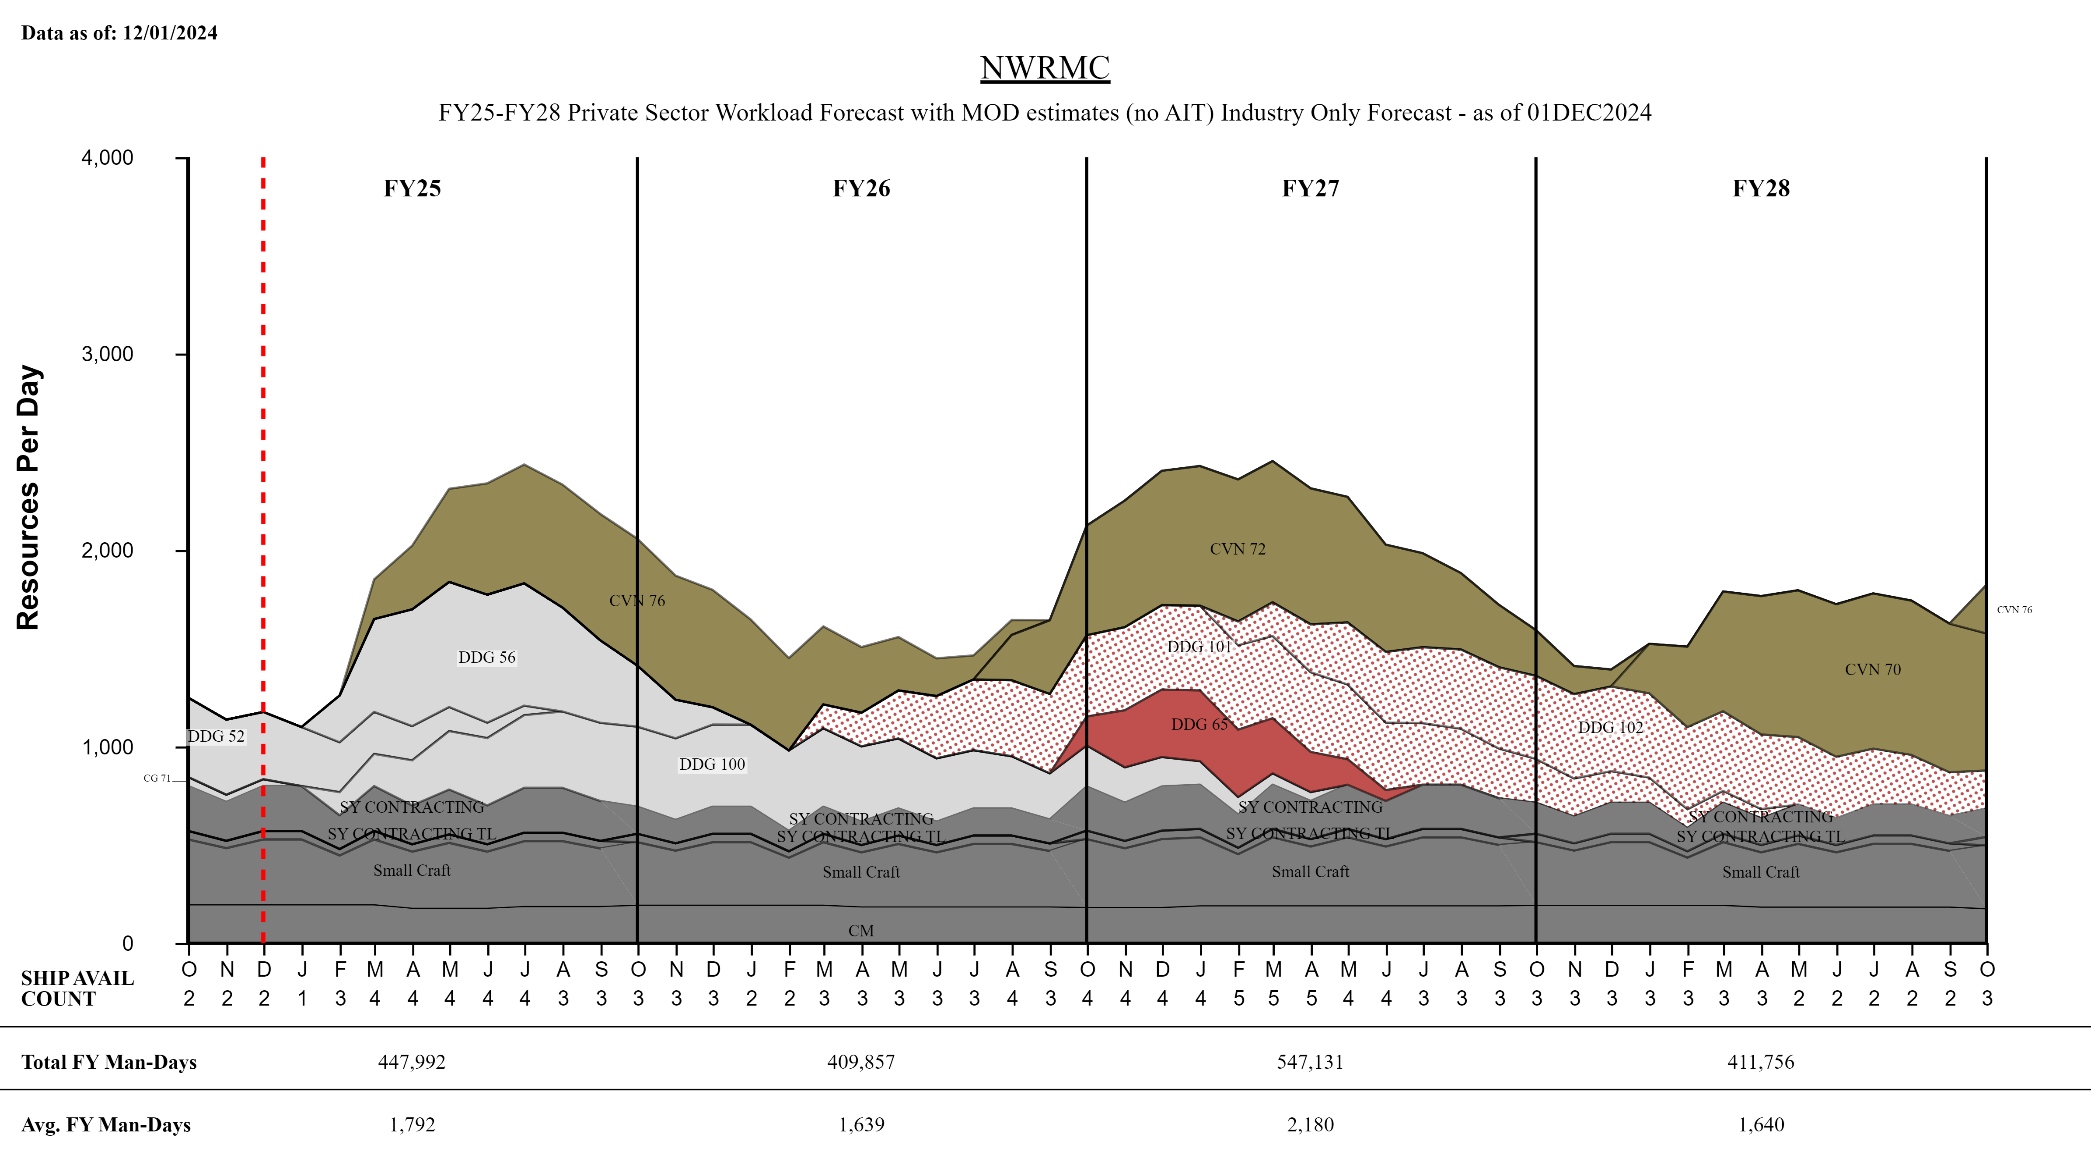 Data as of: 12/01/2024
NWRMC
FY25-FY28 Private Sector Workload Forecast with MOD estimates (no AIT) Industry Only Forecast - as of 01DEC2024
Resources Per Day
4,000
3,000
2,000
1,000
0
FY25 FY26 FY27 FY28
CVN 72
CVN 76
CVN 76
DDG 101
DDG 56
CVN 70
DDG 65
DDG 102
DDG 52
DDG 100
CG 71
SY CONTRACTING SY CONTRACTING SY CONTRACTING SY CONTRACTING
SY CONTRACTING TL SY CONTRACTING TL SY CONTRACTING TL SY CONTRACTING TL
Small Craft Small Craft Small Craft Small Craft
CM
O N D J F M A M J J A S O N D J F M A M J J A S O N D J F M A M J J A S O N D J F M A M J J A S O
SHIP AVAIL
COUNT 2 2 2 1 3 4 4 4 4 4 3 3 3 3 3 2 2 3 3 3 3 3 4 3 4 4 4 4 5 5 5 4 4 3 3 3 3 3 3 3 3 3 3 2 2 2 2 2 3
Total FY Man-Days 447,992 409,857 547,131 411,756
Avg. FY Man-Days 1,792 1,639 2,180 1,640